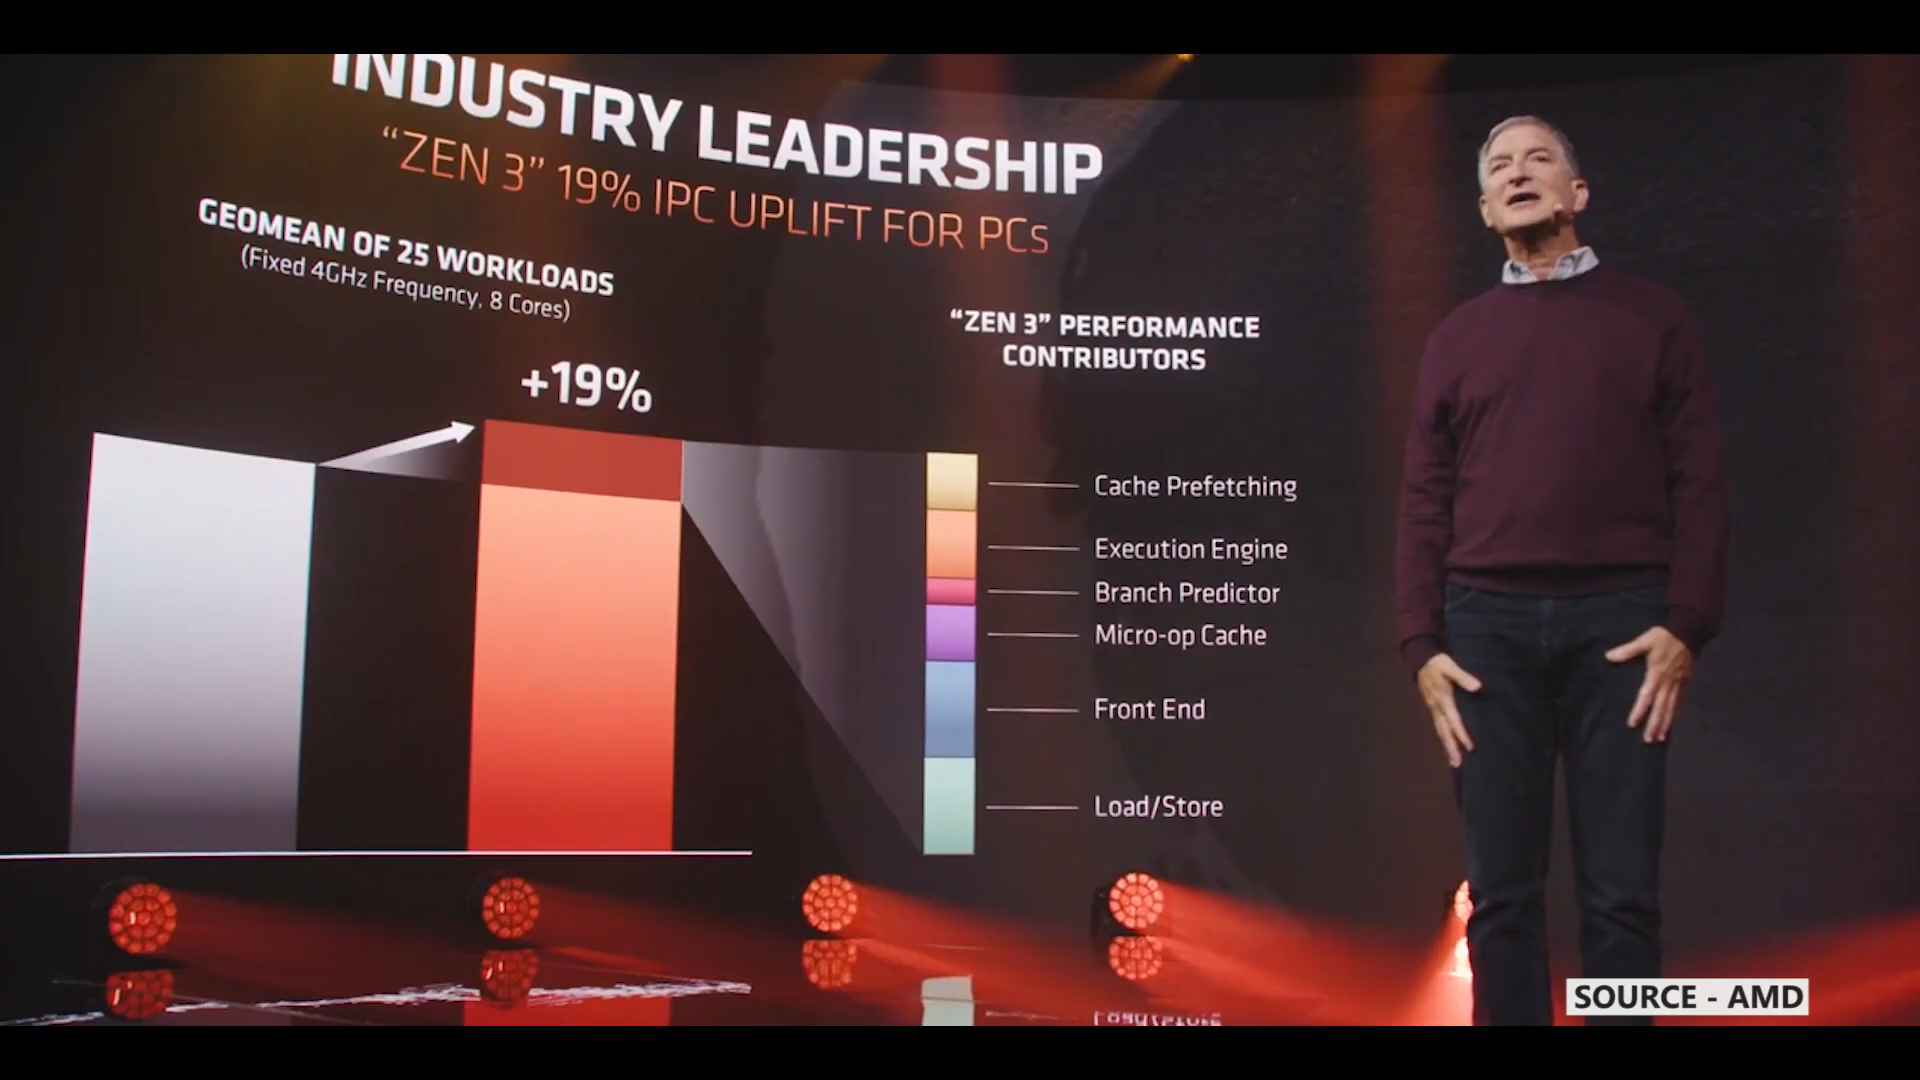 INDUSTRY LEADERSHIP
“ZEN 3” 19% IPC UPLIFT FOR PCs
GEOMEAN OF 25 WORKLOADS
(Fixed 4GHz Frequency, 8 Cores)
+19%
“ZEN 3” PERFORMANCE
CONTRIBUTORS
Cache Prefetching
Execution Engine
Branch Predictor
Micro-op Cache
Front End
Load/Store
SOURCE - AMD